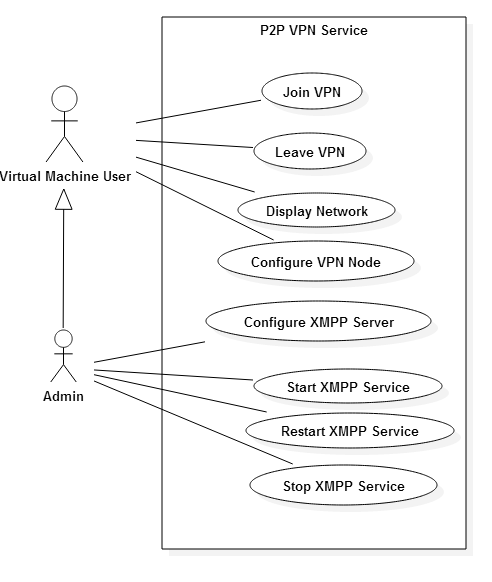 P2P VPN Service
Join VPN
Leave VPN
Virtual Machine User
Display Network
Configure VPN Node
Configure XMPP Server
Start XMPP Service
Admin
Restart XMPP Service
Stop XMPP Service